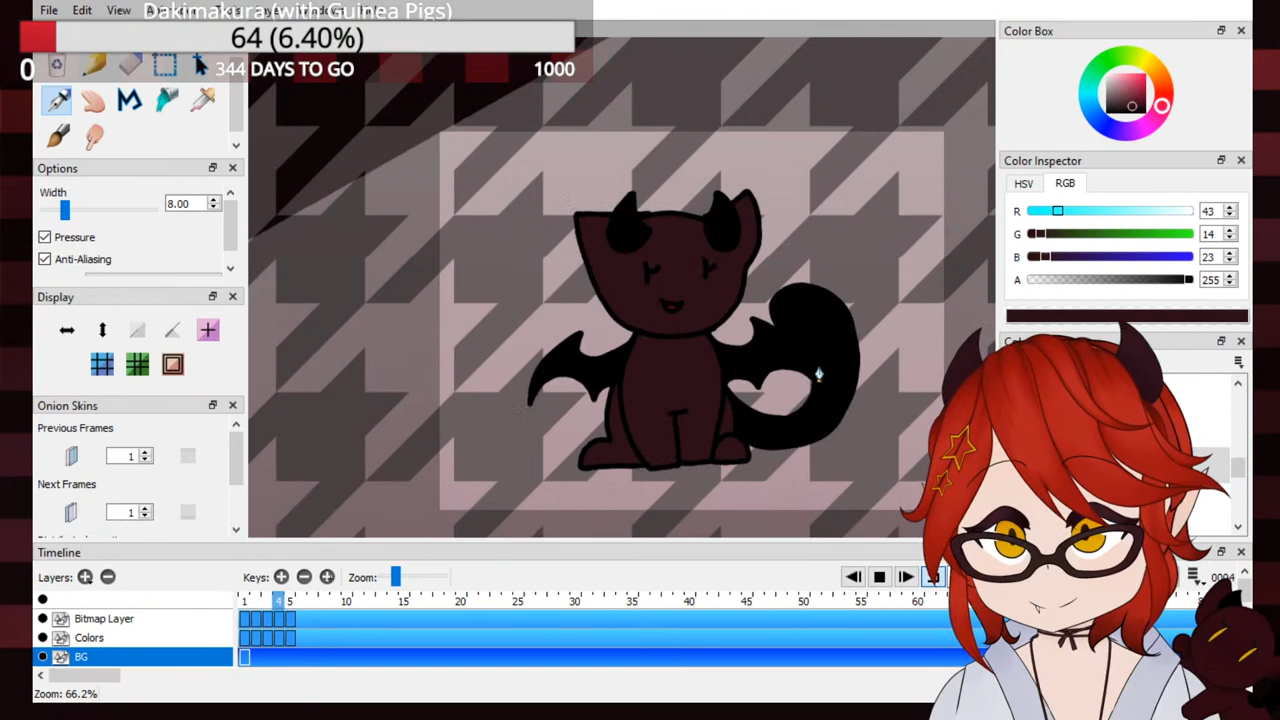 Dakimakura (with Guinea Pigs)
File Edit View
64 (6.40%)
0 344 DAYS TO GO 1000
Color Box
Options
Width
8.00
Pressure
Anti-Aliasing
Color Inspector
HSV RGB
R 43
G 14
B 23
A 255
Display
Onion Skins
Previous Frames
1
Next Frames
1
Timeline
Layers:
Keys:
Zoom:
0004
1 4 5 10 15 20 25 30 35 40 45 50 55 60
Bitmap Layer
Colors
BG
Zoom: 66.2%